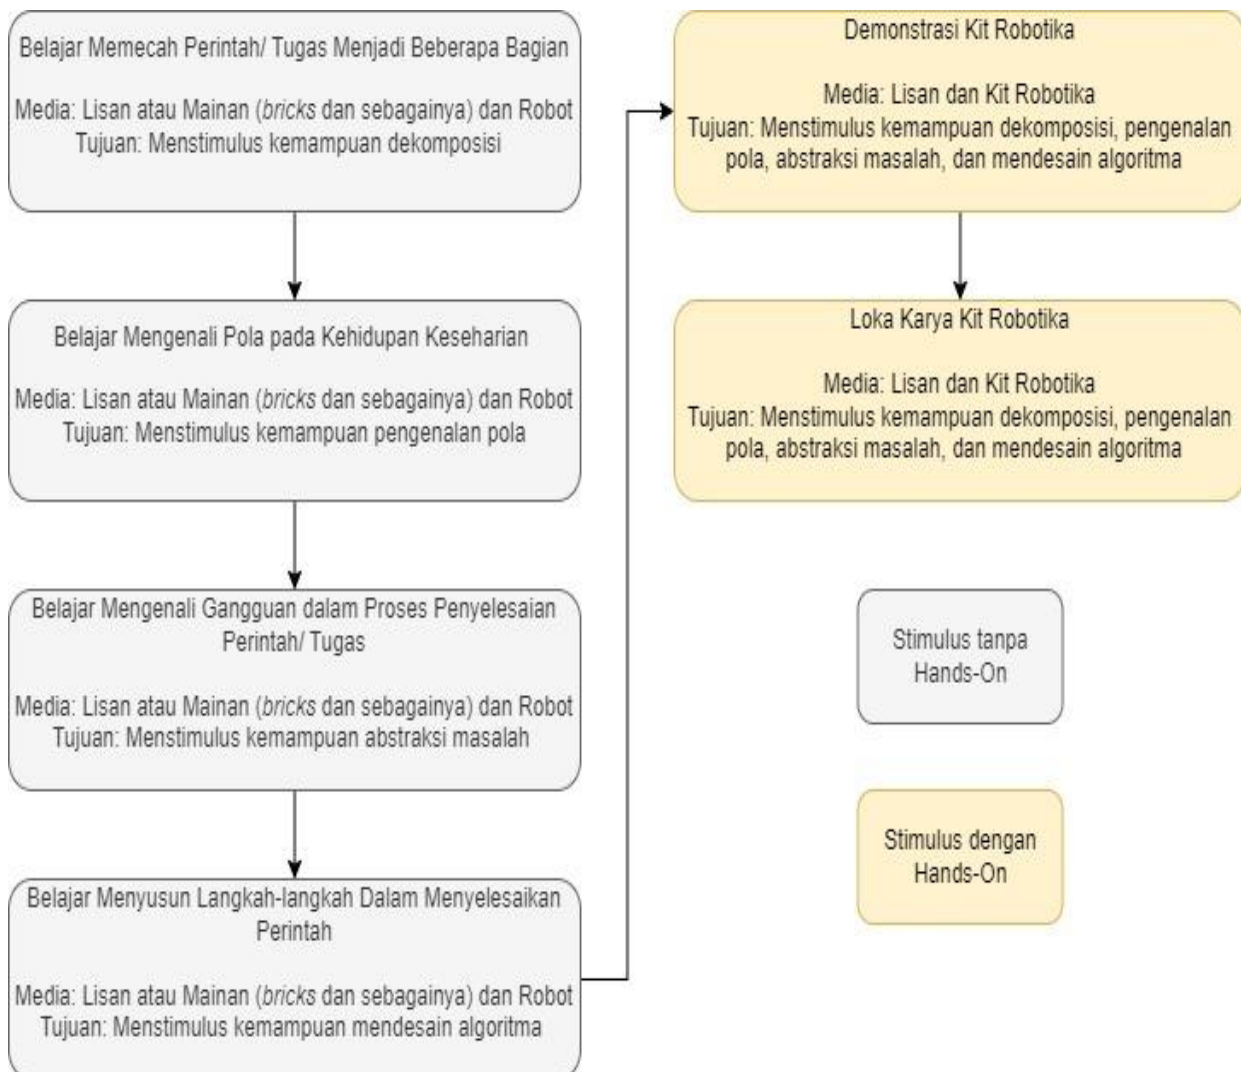 Belajar Memecah Perintah/ Tugas Menjadi Beberapa Bagian
Media: Lisan atau Mainan (bricks dan sebagainya) dan Robot
Tujuan: Menstimulus kemampuan dekomposisi
Belajar Mengenali Pola pada Kehidupan Keseharian
Media: Lisan atau Mainan (bricks dan sebagainya) dan Robot
Tujuan: Menstimulus kemampuan pengenalan pola
Belajar Mengenali Gangguan dalam Proses Penyelesaian
Perintah/ Tugas
Media: Lisan atau Mainan (bricks dan sebagainya) dan Robot
Tujuan: Menstimulus kemampuan abstraksi masalah
Belajar Menyusun Langkah-langkah Dalam Menyelesaikan
Perintah
Media: Lisan atau Mainan (bricks dan sebagainya) dan Robot
Tujuan: Menstimulus kemampuan mendesain algoritma
Demonstrasi Kit Robotika
Media: Lisan dan Kit Robotika
Tujuan: Menstimulus kemampuan dekomposisi, pengenalan
pola, abstraksi masalah, dan mendesain algoritma
Loka Karya Kit Robotika
Media: Lisan dan Kit Robotika
Tujuan: Menstimulus kemampuan dekomposisi, pengenalan
pola, abstraksi masalah, dan mendesain algoritma
Stimulus tanpa
Hands-On
Stimulus dengan
Hands-On